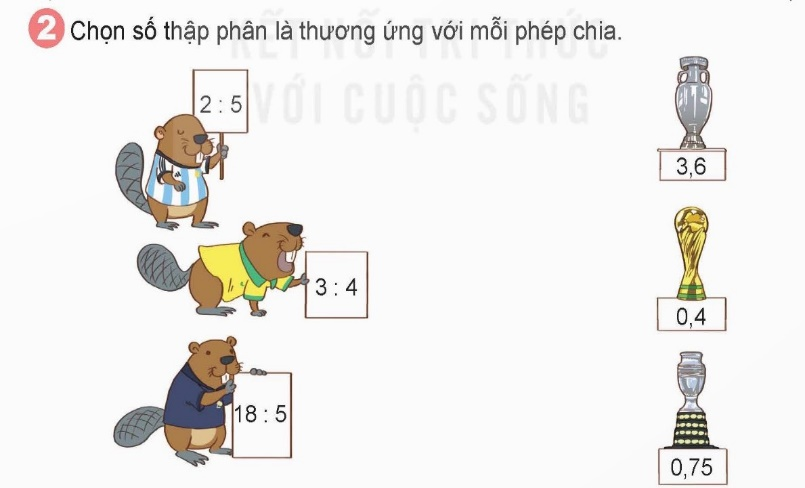 2 Chọn số thập phân là thương ứng với mỗi phép chia.
KẾT NỐI TRI THỨC
VỚI CUỘC SỐNG
2 : 5
3,6
3 : 4
0,4
18 : 5
0,75